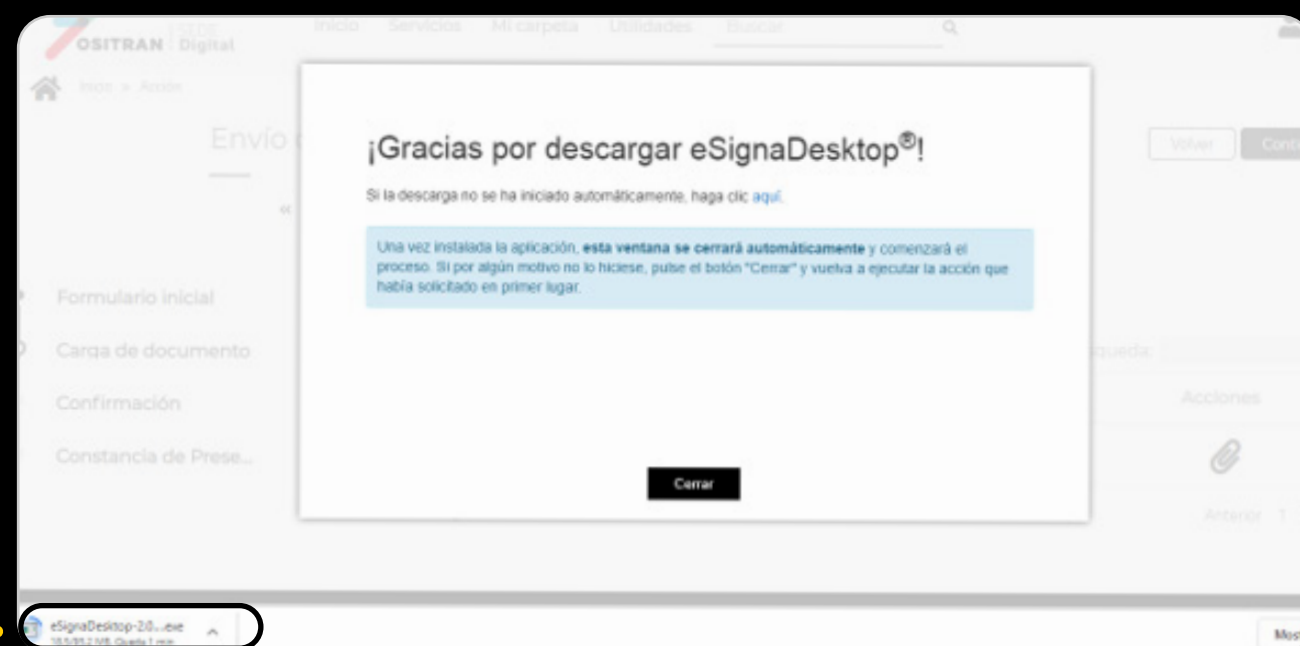 Inicio Servicios Mi carpeta Utilidades Buscar
OSITRAN SEDE Digital
Inicio > Acción
Envío
Volver
«
¡Gracias por descargar eSignaDesktop®!
Si la descarga no se ha iniciado automáticamente, haga clic aquí.
Una vez instalada la aplicación, esta ventana se cerrará automáticamente y comenzará el
proceso. Si por algún motivo no lo hiciese, pulse el botón "Cerrar" y vuelva a ejecutar la acción que
había solicitado en primer lugar.
Formulario inicial
Carga de documento
Confirmación
Constancia de Prese...
Acciones
Anterior 1
Cerrar
eSignaDesktop-2.0....exe